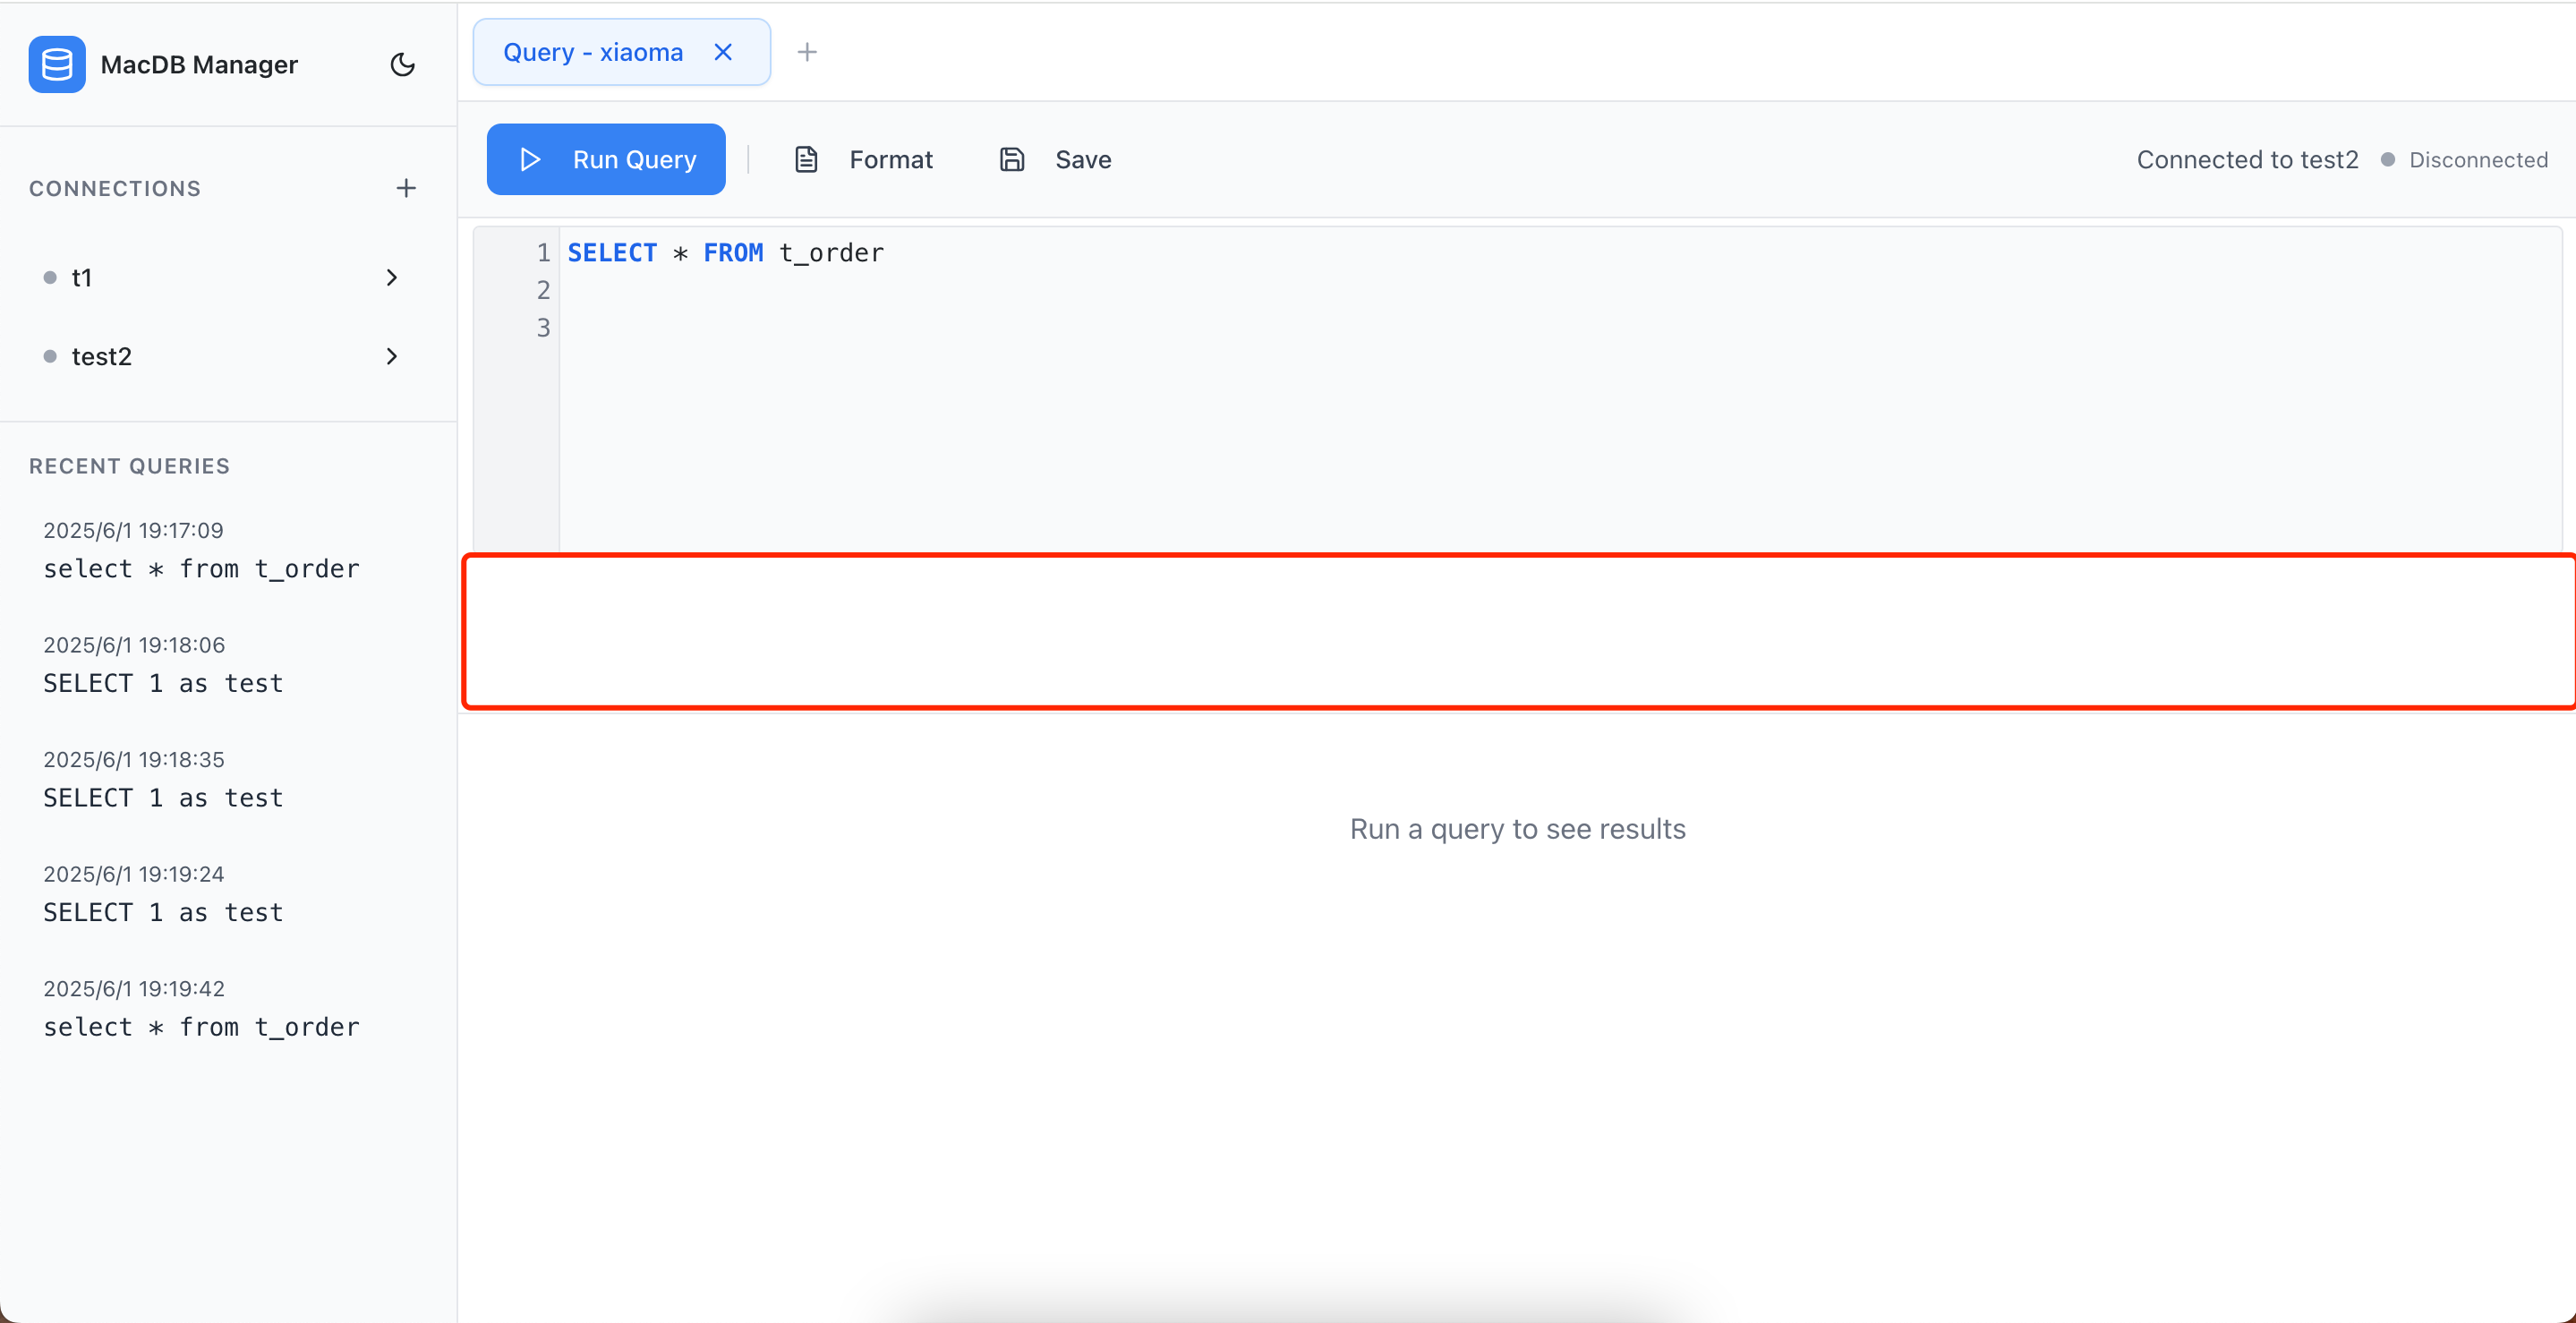 MacDB Manager
CONNECTIONS
t1
test2
RECENT QUERIES
2025/6/1 19:17:09
select * from t_order
2025/6/1 19:18:06
SELECT 1 as test
2025/6/1 19:18:35
SELECT 1 as test
2025/6/1 19:19:24
SELECT 1 as test
2025/6/1 19:19:42
select * from t_order
Query - xiaoma
Run Query
Format
Save
Connected to test2
Disconnected
1 SELECT * FROM t_order
2
3
Run a query to see results